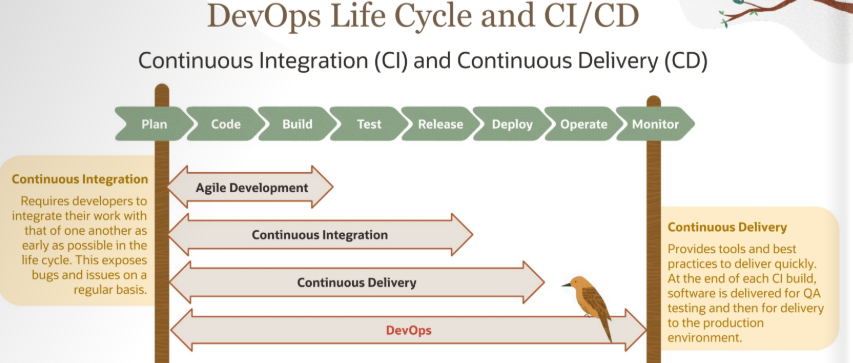 DevOps Life Cycle and CI/CD
Continuous Integration (CI) and Continuous Delivery (CD)
Plan Code Build Test Release Deploy Operate Monitor
Continuous Integration
Requires developers to
integrate their work with
that of one another as
early as possible in the
life cycle. This exposes
bugs and issues on a
regular basis.
Agile Development
Continuous Integration
Continuous Delivery
DevOps
Continuous Delivery
Provides tools and best
practices to deliver quickly.
At the end of each CI build,
software is delivered for QA
testing and then for delivery
to the production
environment.